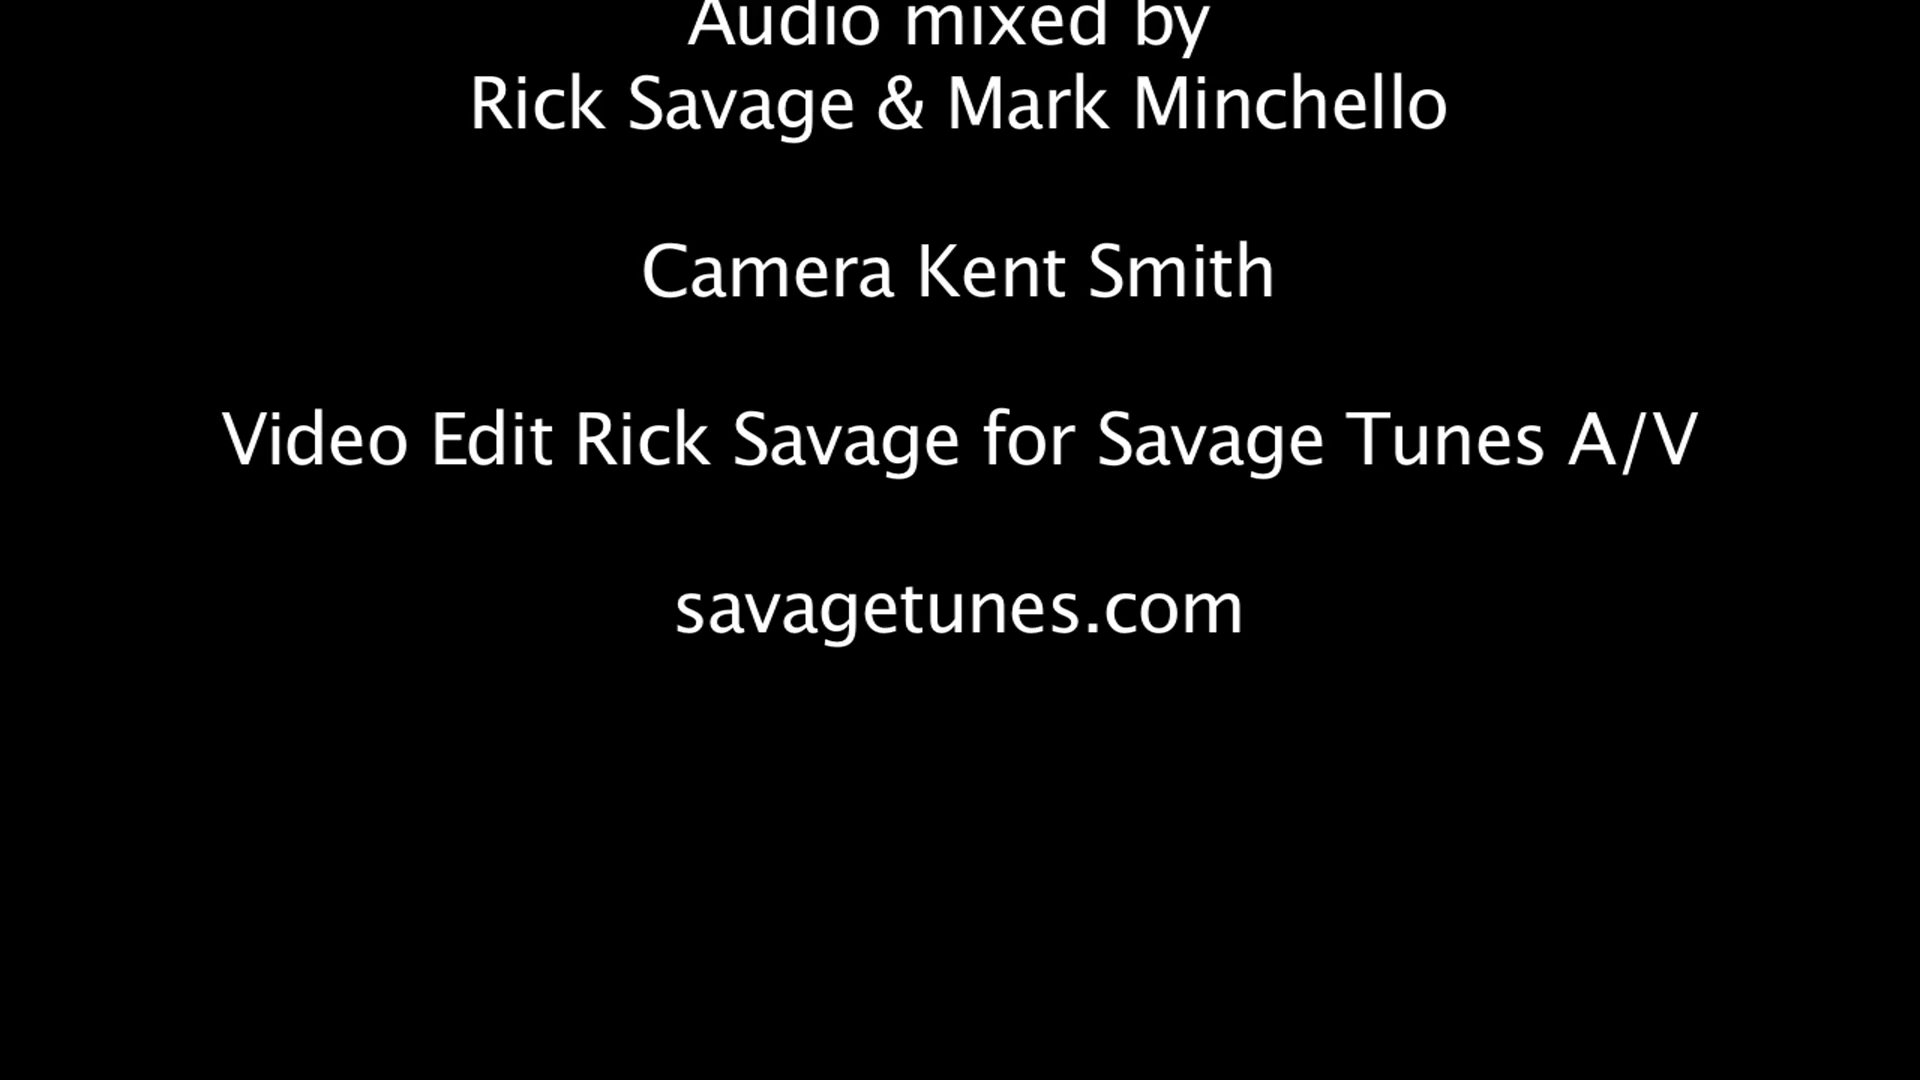 Audio mixed by
Rick Savage & Mark Minchello
Camera Kent Smith
Video Edit Rick Savage for Savage Tunes A/V
savagetunes.com